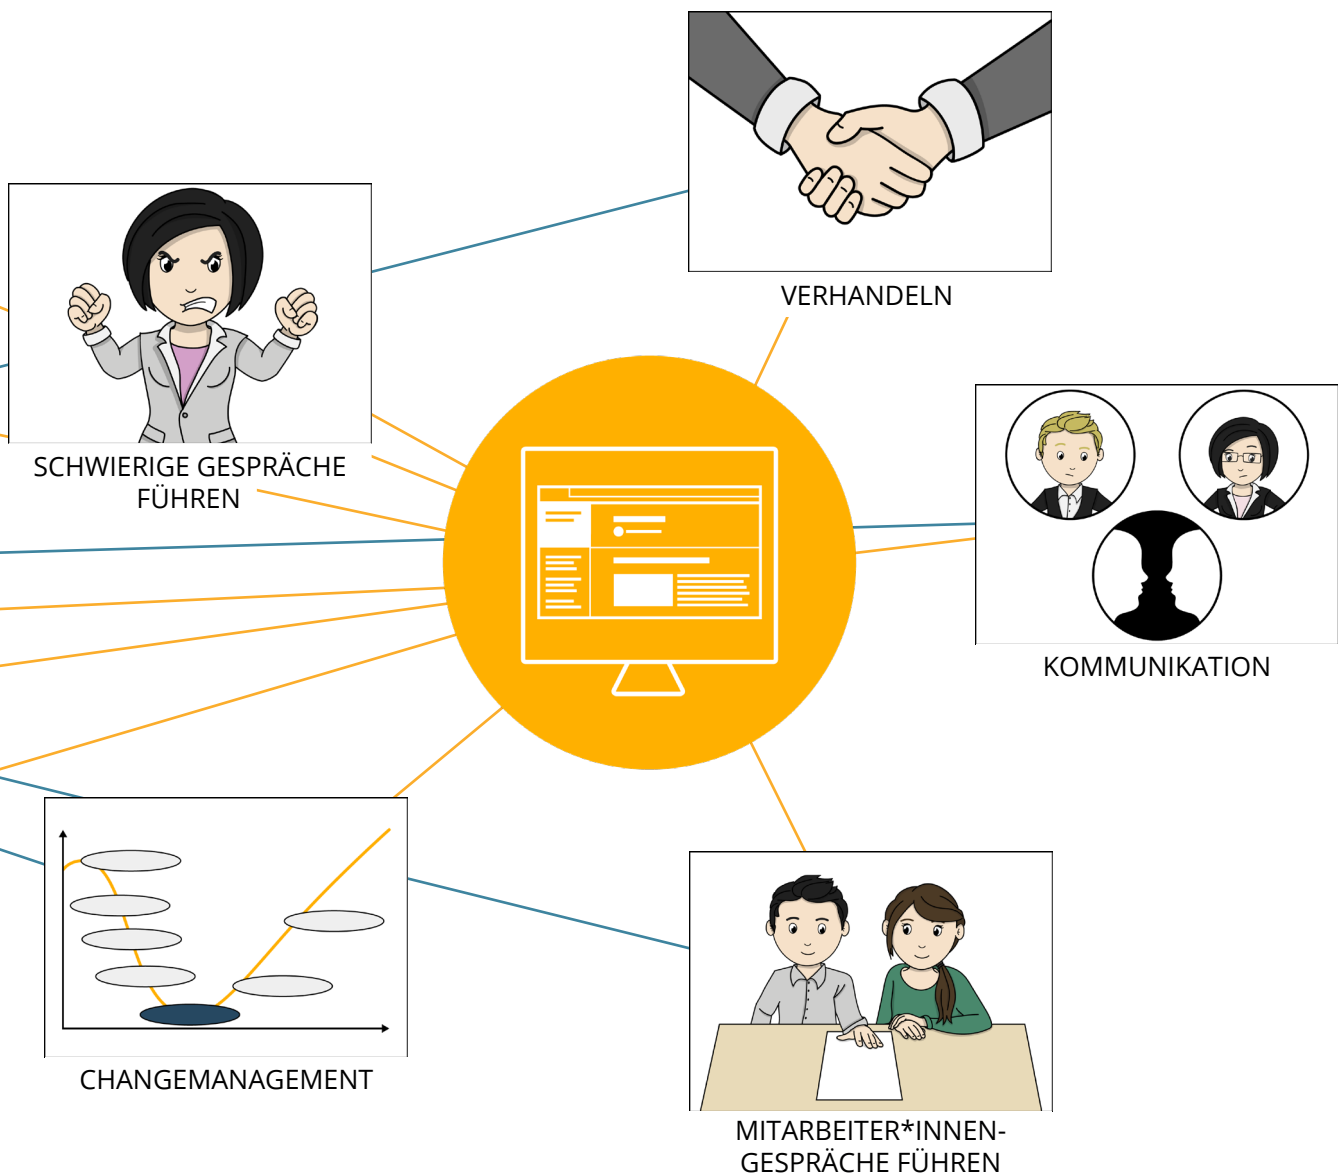 VERHANDELN
SCHWIERIGE GESPRÄCHE
FÜHREN
KOMMUNIKATION
CHANGEMANAGEMENT
MITARBEITER*INNEN-
GESPRÄCHE FÜHREN